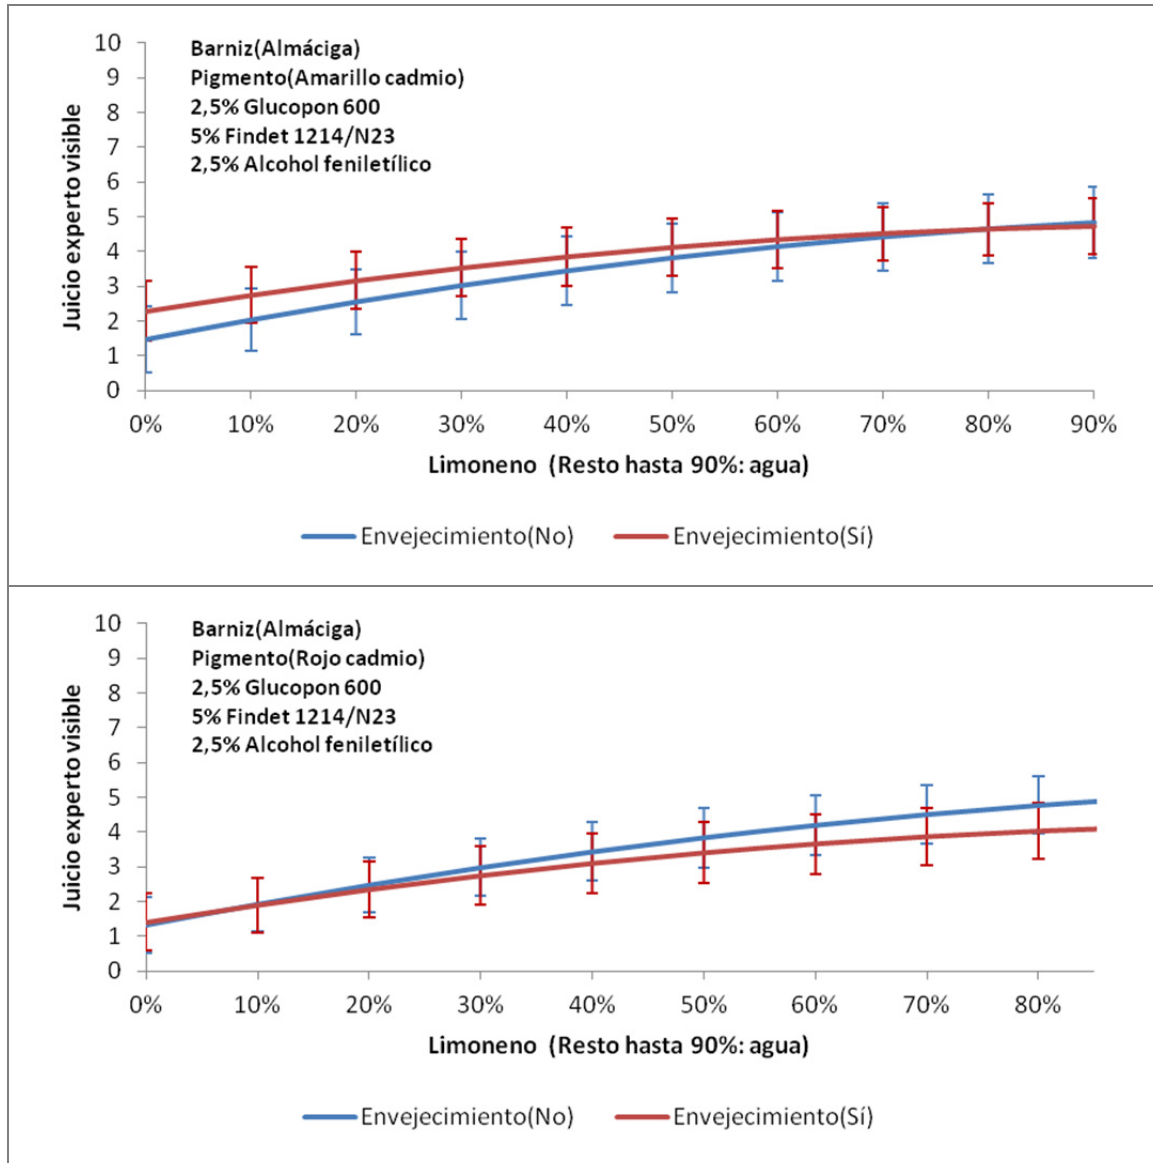 Barniz(Almáciga)
Pigmento(Amarillo cadmio)
2,5% Glucopon 600
5% Findet 1214/N23
2,5% Alcohol feniletílico
Juicio experto visible
10
9
8
7
6
5
4
3
2
1
0
0% 10% 20% 30% 40% 50% 60% 70% 80% 90%
Limoneno (Resto hasta 90%: agua)
Envejecimiento(No) Envejecimiento(Sí)
Barniz(Almáciga)
Pigmento(Rojo cadmio)
2,5% Glucopon 600
5% Findet 1214/N23
2,5% Alcohol feniletílico
Juicio experto visible
10
9
8
7
6
5
4
3
2
1
0
0% 10% 20% 30% 40% 50% 60% 70% 80%
Limoneno (Resto hasta 90%: agua)
Envejecimiento(No) Envejecimiento(Sí)